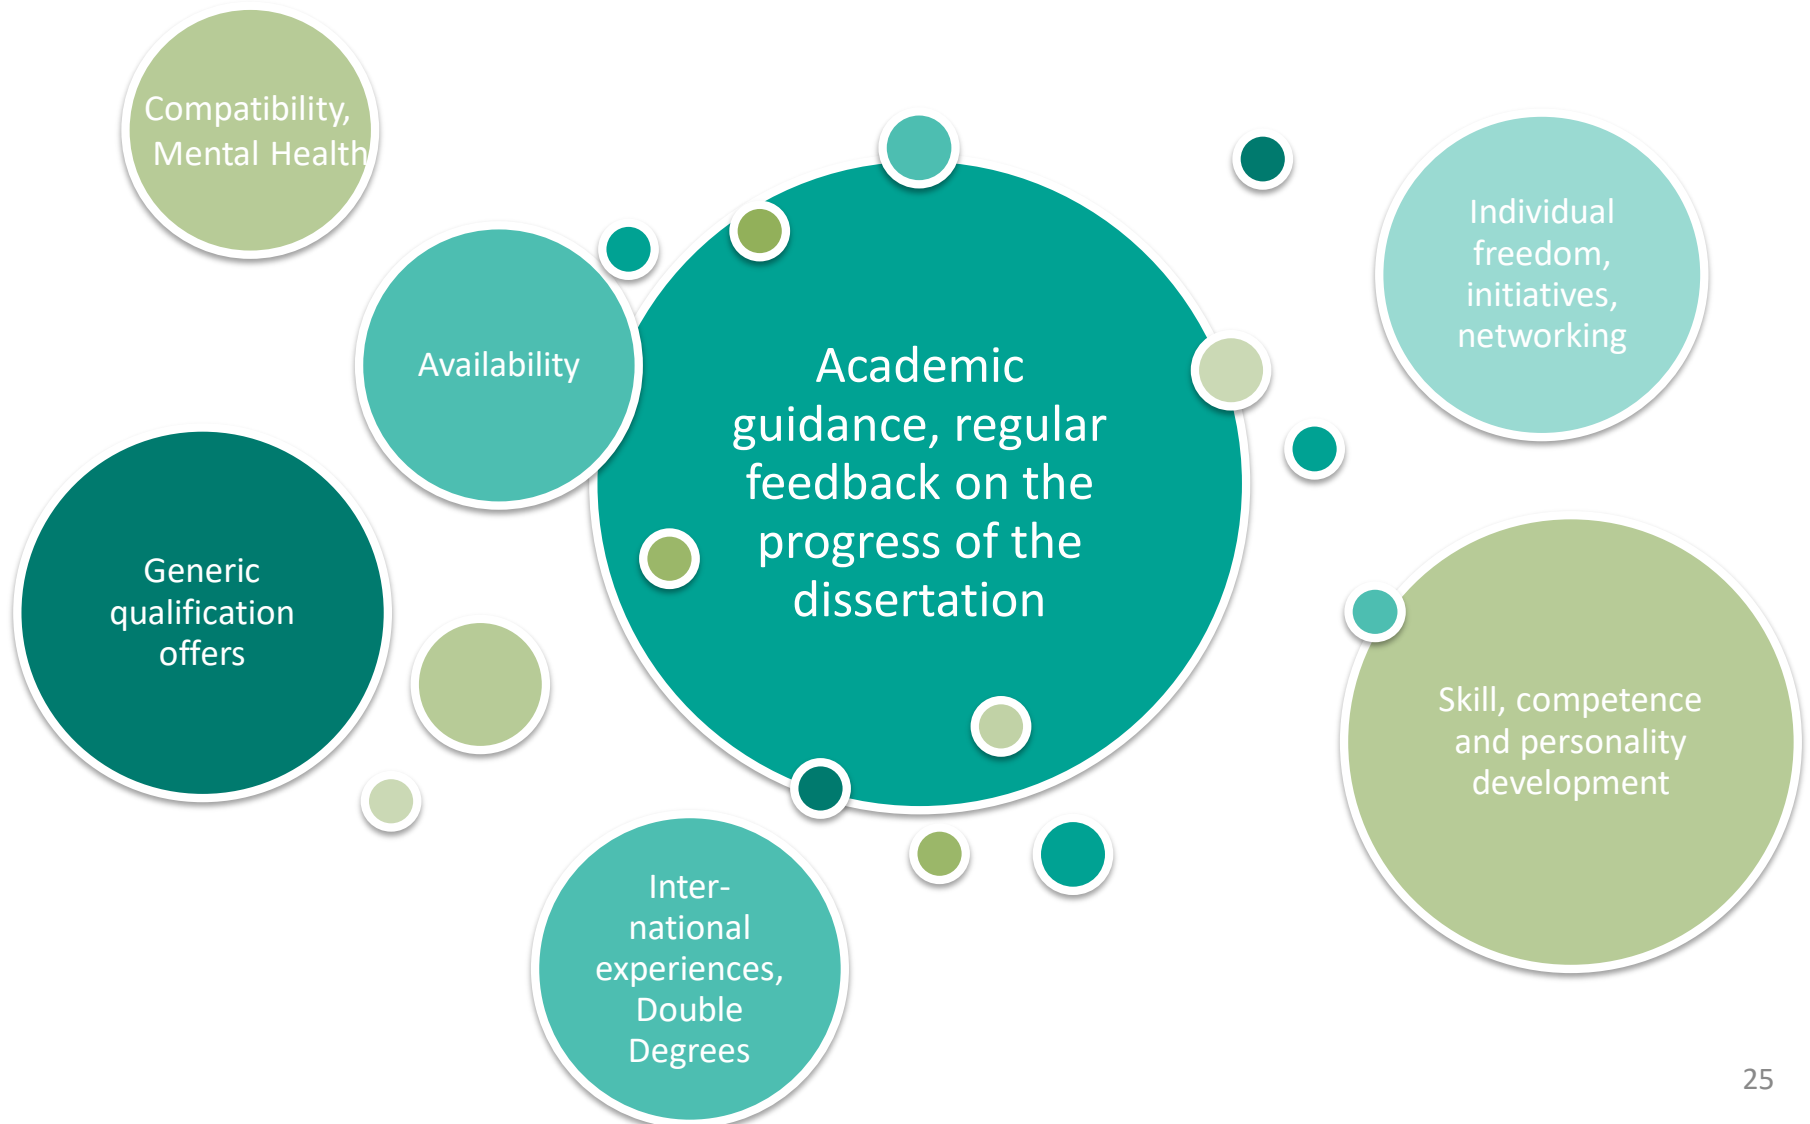 Compatibility,
Mental Health
Availability
Generic
qualification
offers
Academic
guidance, regular
feedback on the
progress of the
dissertation
Inter-
national
experiences,
Double
Degrees
Individual
freedom,
initiatives,
networking
Skill, competence
and personality
development
25